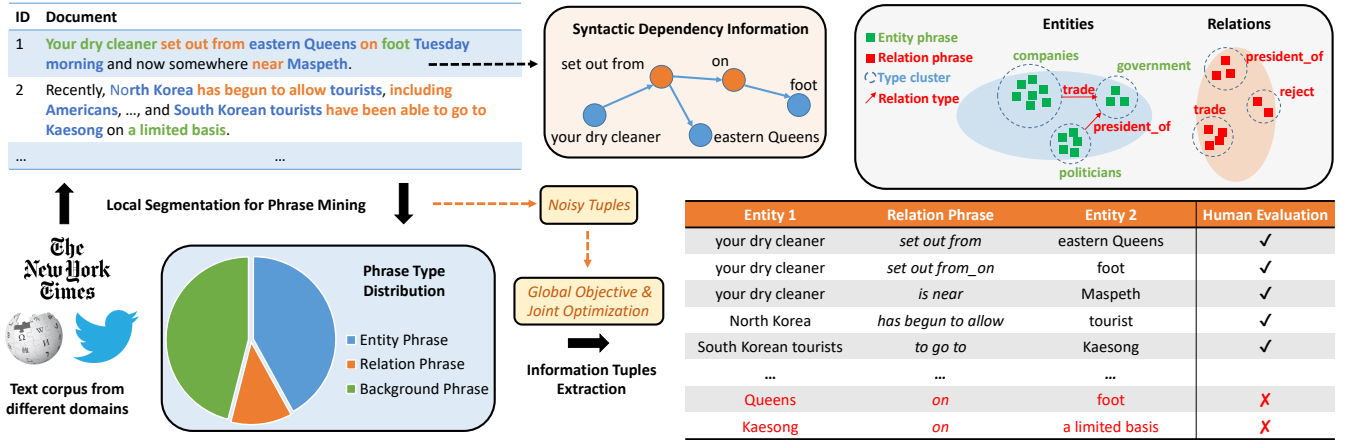 ID Document
1 Your dry cleaner set out from eastern Queens on foot Tuesday
morning and now somewhere near Maspeth.
2 Recently, North Korea has begun to allow tourists, including
Americans, ..., and South Korean tourists have been able to go to
Kaesong on a limited basis.
... ...
Syntactic Dependency Information
set out from
on
foot
your dry cleaner
eastern Queens
Entities
Relations
Entity phrase
Relation phrase
Type cluster
Relation type
companies
government
trade
president_of
politicians
president_of
reject
trade
Local Segmentation for Phrase Mining
Noisy Tuples
Global Objective &
Joint Optimization
Information Tuples
Extraction
The
New York
Times
Text corpus from
different domains
Phrase Type
Distribution
Entity Phrase
Relation Phrase
Background Phrase
Entity 1 Relation Phrase Entity 2 Human Evaluation
your dry cleaner set out from eastern Queens ✓
your dry cleaner set out from_on foot ✓
your dry cleaner is near Maspeth ✓
North Korea has begun to allow tourist ✓
South Korean tourists to go to Kaesong ✓
... ... ...
Queens on foot ✗
Kaesong on a limited basis ✗